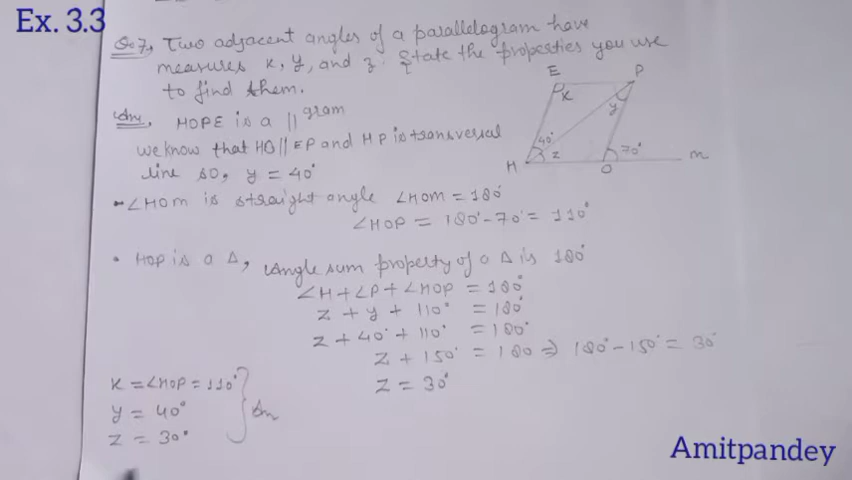 Ex. 3.3
Q.7, Two adjacent angles of a parallelogram have
measures x, y, and z. State the properties you use
to find them.
E
P
x
y
40°
z
70°
H
O
m
Ans, HOPE is a ||gram
we know that HO||EP and HP is transversal
line so, y = 40°
• ∠HOm is straight angle ∠HOm = 180°
∠HOP = 180° - 70° = 110°
• HOP is a Δ, Angle sum property of a Δ is 180°
∠H + ∠P + ∠HOP = 180°
z + y + 110° = 180°
z + 40° + 110° = 180°
z + 150° = 180 ⇒ 180° - 150° = 30°
z = 30°
x = ∠HOP = 110°
y = 40°
z = 30°
} Ans
Amitpandey